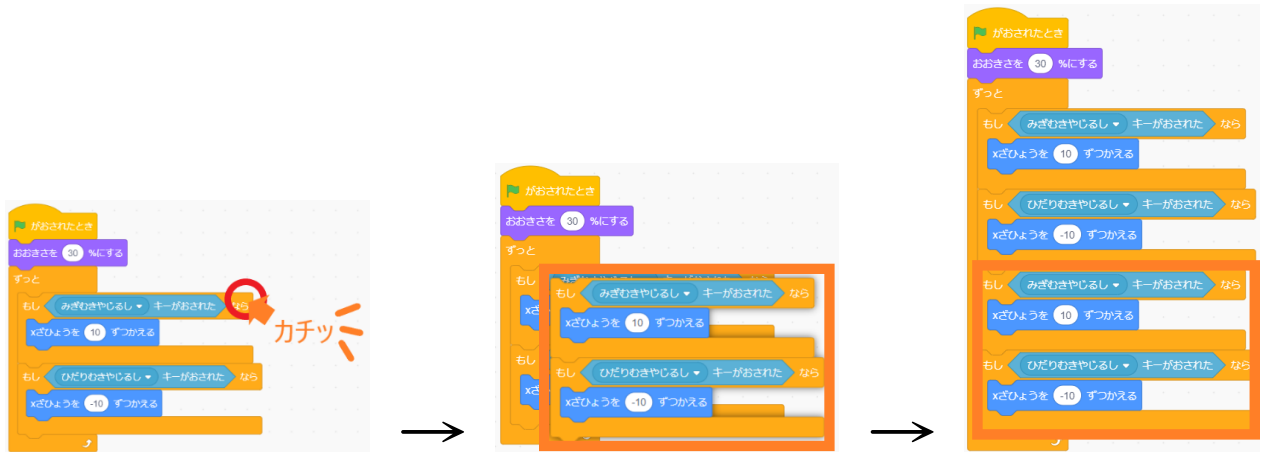 がおされたとき
おおきさを 30 %にする
ずっと
もし みぎむきやじるし キーがおされた なら
xざひょうを 10 ずつかえる
もし ひだりむきやじるし キーがおされた なら
xざひょうを -10 ずつかえる
カチッ
がおされたとき
おおきさを 30 %にする
ずっと
もし
もし みぎむきやじるし キーがおされた なら
xざひょうを 10 ずつかえる
もし
もし ひだりむきやじるし キーがおされた なら
xざひょうを -10 ずつかえる
がおされたとき
おおきさを 30 %にする
ずっと
もし みぎむきやじるし キーがおされた なら
xざひょうを 10 ずつかえる
もし ひだりむきやじるし キーがおされた なら
xざひょうを -10 ずつかえる
もし みぎむきやじるし キーがおされた なら
xざひょうを 10 ずつかえる
もし ひだりむきやじるし キーがおされた なら
xざひょうを -10 ずつかえる